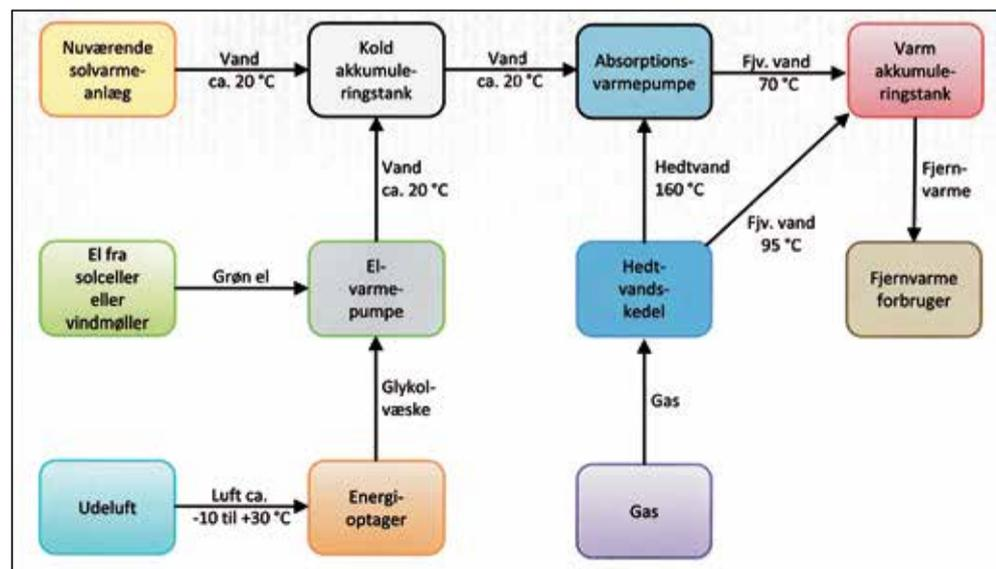 Nuværende
solvarme-
anlæg
Vand
ca. 20 °C
Kold
akkumule-
ringstank
Vand
ca. 20 °C
Absorptions-
varmepumpe
Fjv. vand
70 °C
Varm
akkumule-
ringstank
Vand
ca. 20 °C
Hedtvand
160 °C
Fjern-
varme
Fjv. vand
95 °C
El fra
solceller
eller
vindmøller
Grøn el
El-
varme-
pumpe
Hedt-
vands-
kedel
Fjernvarme
forbruger
Glykol-
væske
Gas
Udeluft
Luft ca.
-10 til +30 °C
Energi-
optager
Gas